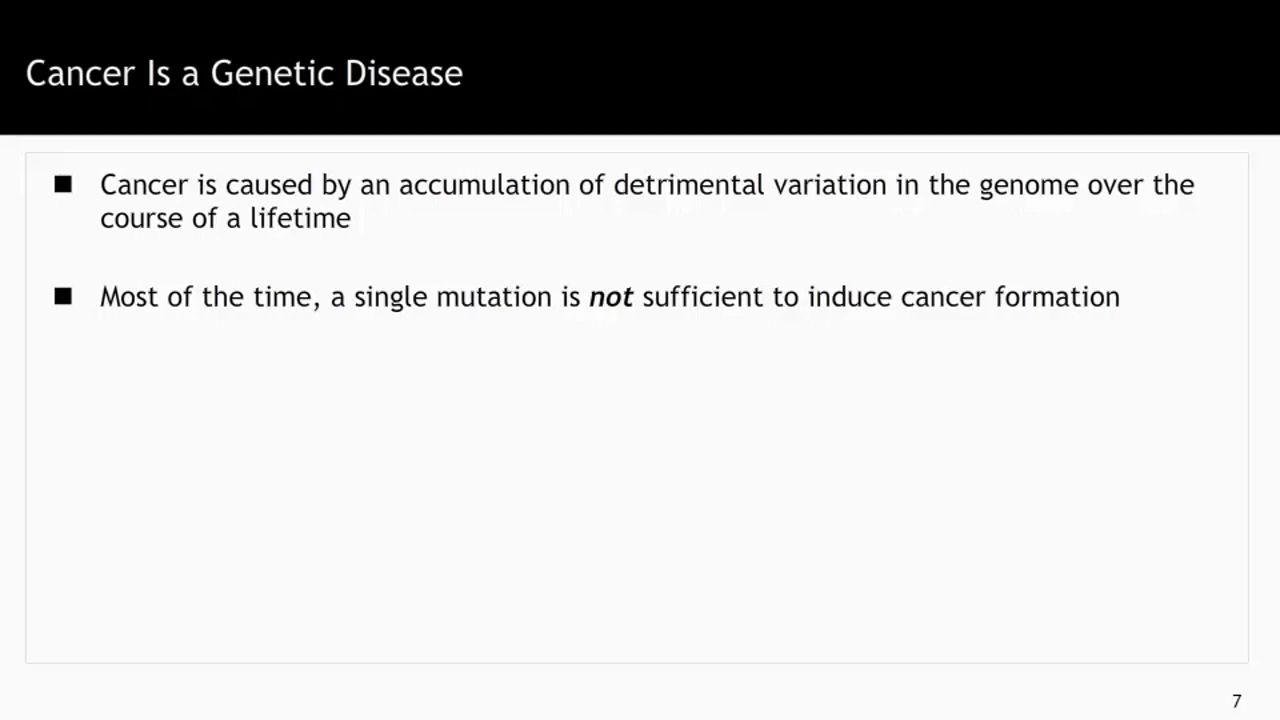 Cancer Is a Genetic Disease
■ Cancer is caused by an accumulation of detrimental variation in the genome over the
course of a lifetime
■ Most of the time, a single mutation is not sufficient to induce cancer formation
7